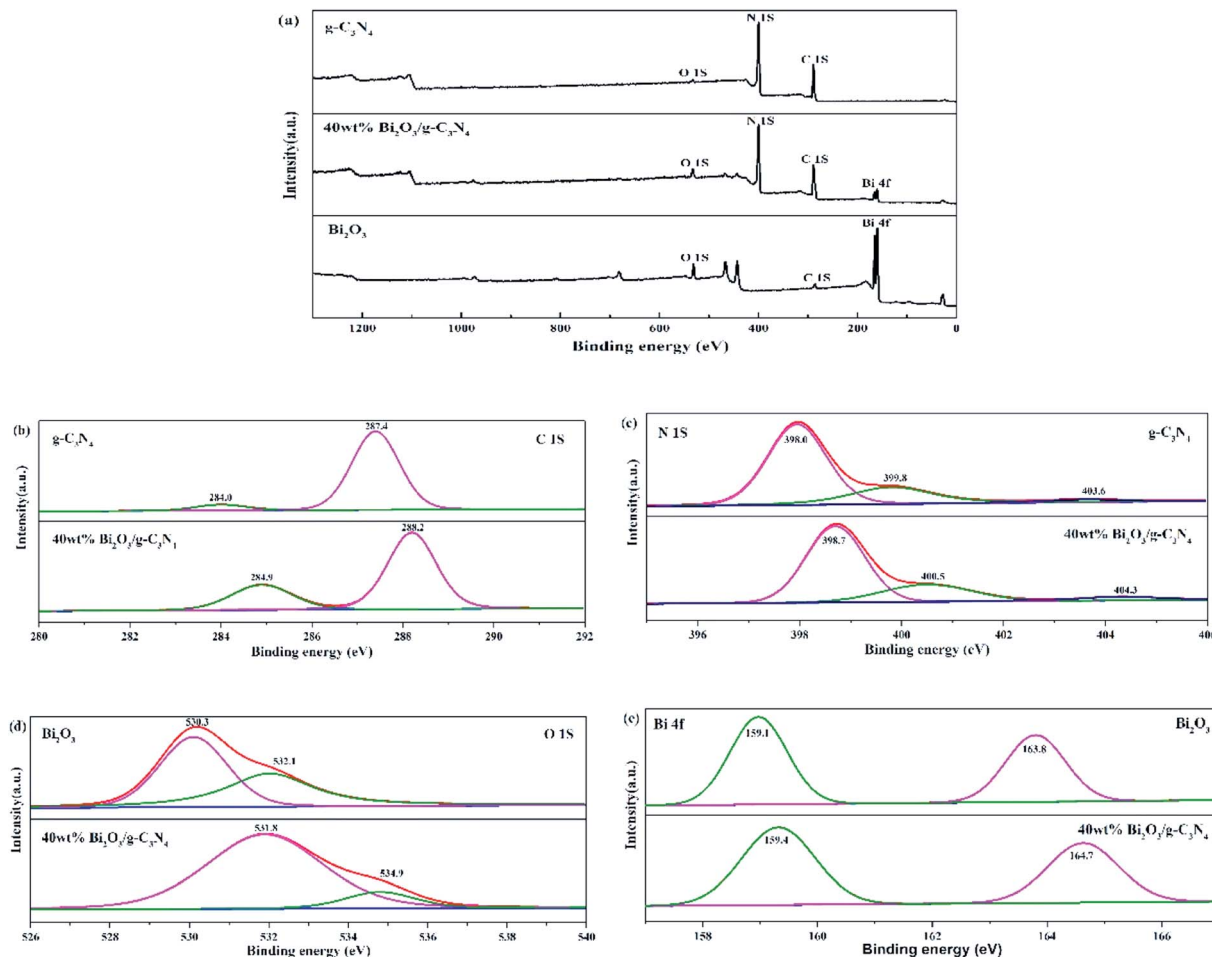 (a)
g-C₃N₄
N 1S
O 1S
C 1S
40wt% Bi₂O₃/g-C₃N₄
N 1S
O 1S
C 1S
Bi 4f
Bi₂O₃
Bi 4f
O 1S
C 1S
Intensity(a.u.)
1200 1000 800 600 400 200 0
Binding energy (eV)
(b)
g-C₃N₄
287.4
C 1S
284.0
40wt% Bi₂O₃/g-C₃N₁
288.2
284.9
Intensity(a.u.)
280 282 284 286 288 290 292
Binding energy (eV)
(c)
N 1S
g-C₃N₁
398.0
399.8
403.6
40wt% Bi₂O₃/g-C₃N₄
398.7
400.5
404.3
Intensity(a.u.)
396 398 400 402 404 406
Binding energy (eV)
(d)
Bi₂O₃
530.3
O 1S
532.1
40wt% Bi₂O₃/g-C₃N₄
531.8
534.9
Intensity(a.u.)
526 528 530 532 534 536 538 540
Binding energy (eV)
(e)
Bi 4f
Bi₂O₃
159.1
163.8
40wt% Bi₂O₃/g-C₃N₄
159.4
164.7
Intensity(a.u.)
158 160 162 164 166
Binding energy (eV)